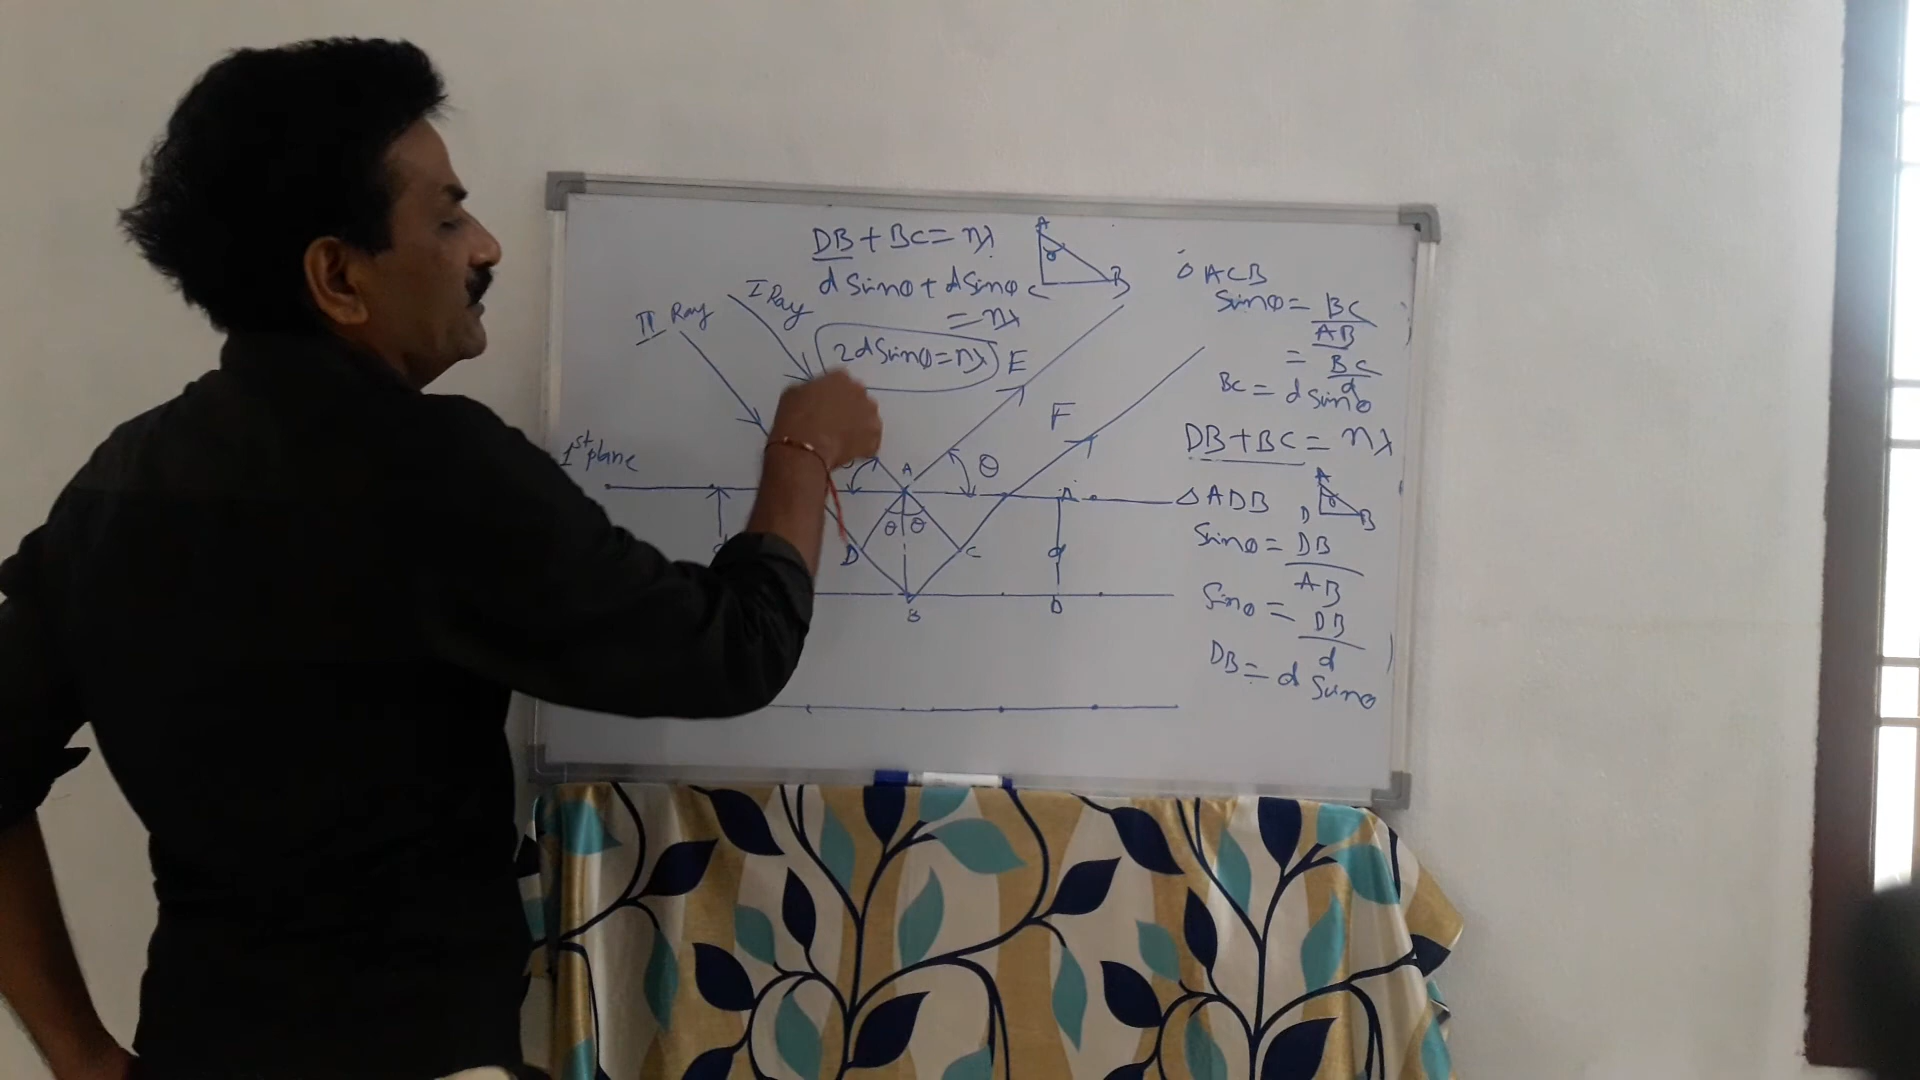 DB + BC = nλ
d Sinθ + d Sinθ
= nλ
2d Sinθ = nλ
A
θ
C B
I Ray
II Ray
E
F
1st plane
A
θ
θ θ
D
C
d
B
D
Δ ACB
Sinθ = BC
AB
= BC
d
BC = d Sinθ
DB + BC = nλ
Δ ADB
A
θ
D B
Sinθ = DB
AB
Sinθ = DB
d
DB = d Sinθ